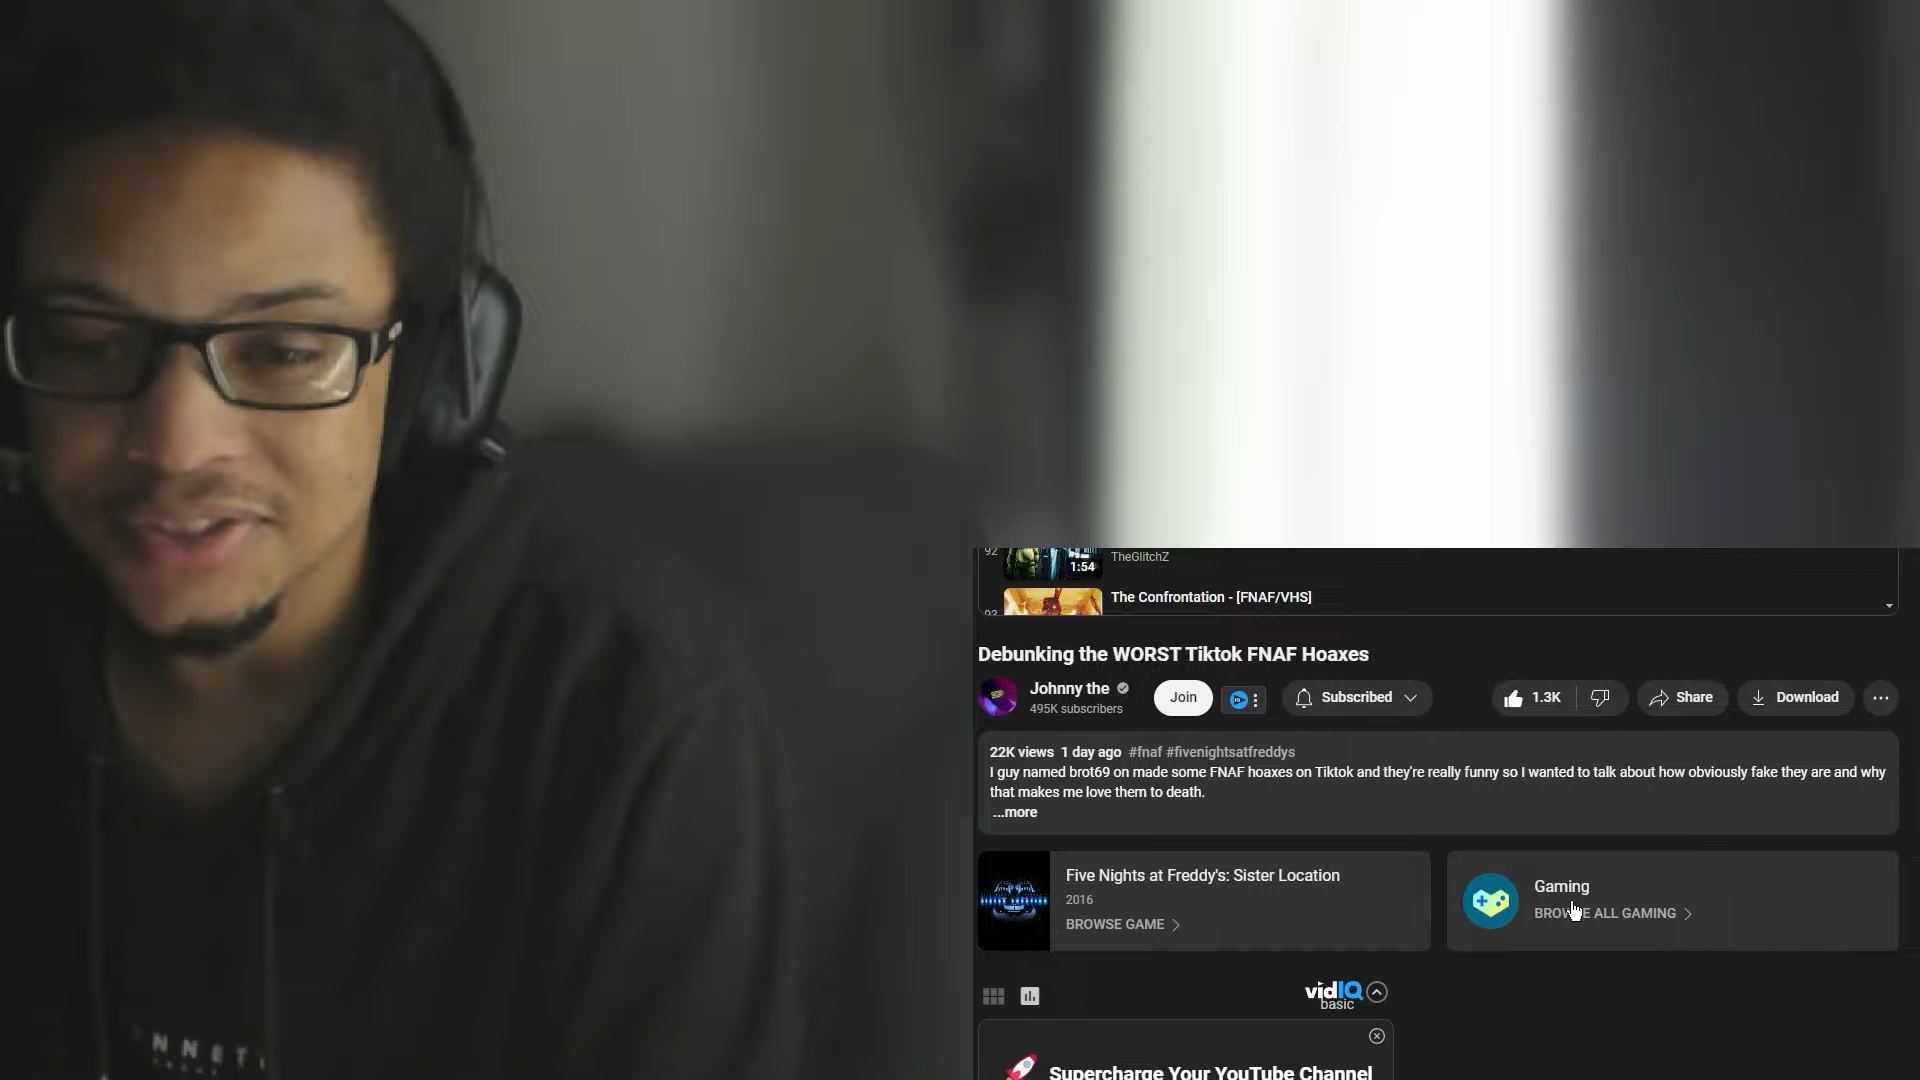 92
TheGlitchZ
1:54
93
The Confrontation - [FNAF/VHS]
Debunking the WORST Tiktok FNAF Hoaxes
Johnny the
495K subscribers
Join
Subscribed
1.3K
Share
Download
22K views 1 day ago #fnaf #fivenightsatfreddys
I guy named brot69 on made some FNAF hoaxes on Tiktok and they're really funny so I wanted to talk about how obviously fake they are and why
that makes me love them to death.
...more
Five Nights at Freddy's: Sister Location
2016
BROWSE GAME
Gaming
BROWSE ALL GAMING
vidIQ
basic
Supercharge Your YouTube Channel
NNET